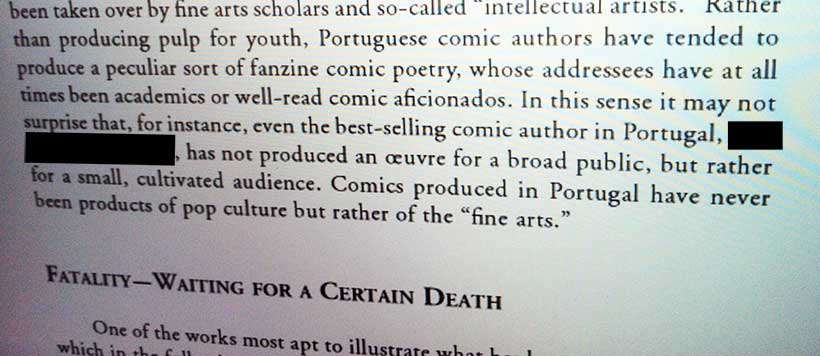 been taken over by fine arts scholars and so-called "intellectual artists." Rather
than producing pulp for youth, Portuguese comic authors have tended to
produce a peculiar sort of fanzine comic poetry, whose addressees have at all
times been academics or well-read comic aficionados. In this sense it may not
surprise that, for instance, even the best-selling comic author in Portugal,
, has not produced an œuvre for a broad public, but rather
for a small, cultivated audience. Comics produced in Portugal have never
been products of pop culture but rather of the "fine arts."
FATALITY—WAITING FOR A CERTAIN DEATH
One of the works most apt to illustrate what
which in the